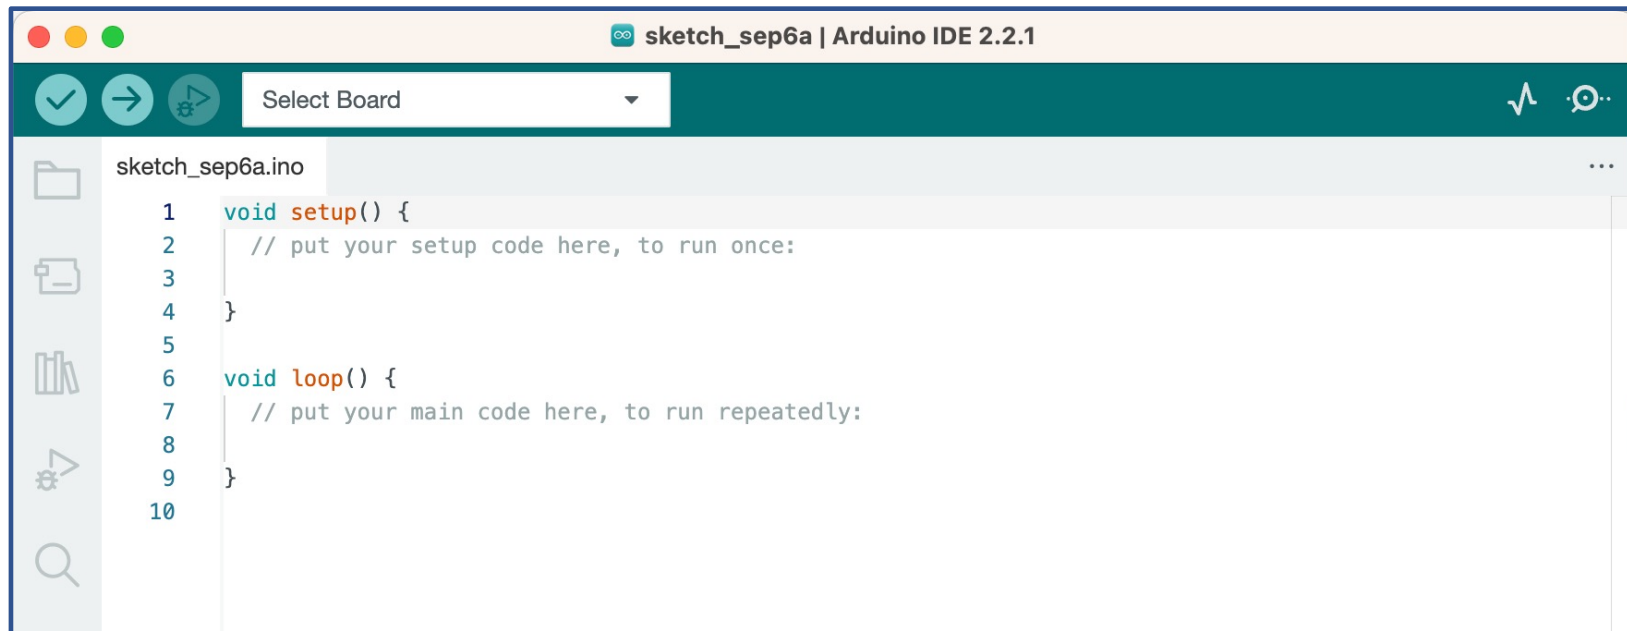 sketch_sep6a | Arduino IDE 2.2.1
Select Board
sketch_sep6a.ino
1 void setup() {
2 // put your setup code here, to run once:
3
4 }
5
6 void loop() {
7 // put your main code here, to run repeatedly:
8
9 }
10